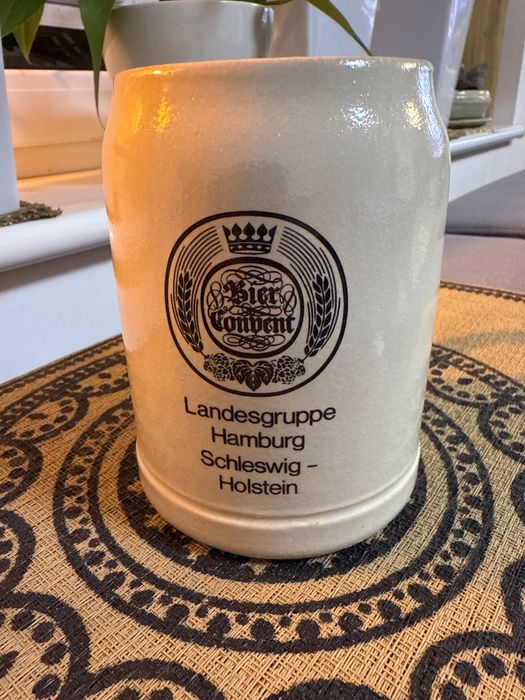 Bier
Convent
Landesgruppe
Hamburg
Schleswig -
Holstein